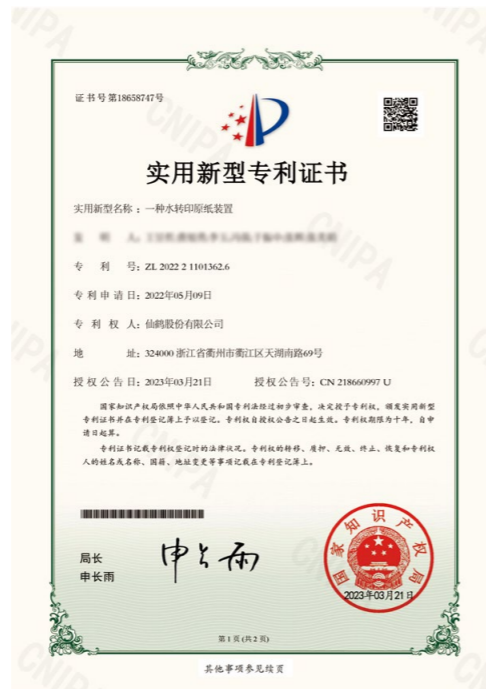 证书号第18658747号
实用新型专利证书
实用新型名称：一种水转印原纸装置
专利号：ZL 2022 2 1101362.6
专利申请日：2022年05月09日
专利权人：仙鹤股份有限公司
地址：324000 浙江省衢州市衢江区天湖南路69号
授权公告日：2023年03月21日 授权公告号：CN 218660997 U
国家知识产权局依照中华人民共和国专利法经过初步审查，决定授予专利权，颁发实用新型
专利证书并在专利登记簿上予以登记。专利权自授权公告之日起生效。专利权期限为十年，自申
请日起算。
专利证书记载专利权登记时的法律状况。专利权的转移、质押、无效、终止、恢复和专利权
人的姓名或名称、国籍、地址变更等事项记载在专利登记簿上。
局长
申长雨
申长雨
国家知识产权局
2023年03月21日
第1页(共2页)
其他事项参见续页
CNIPA